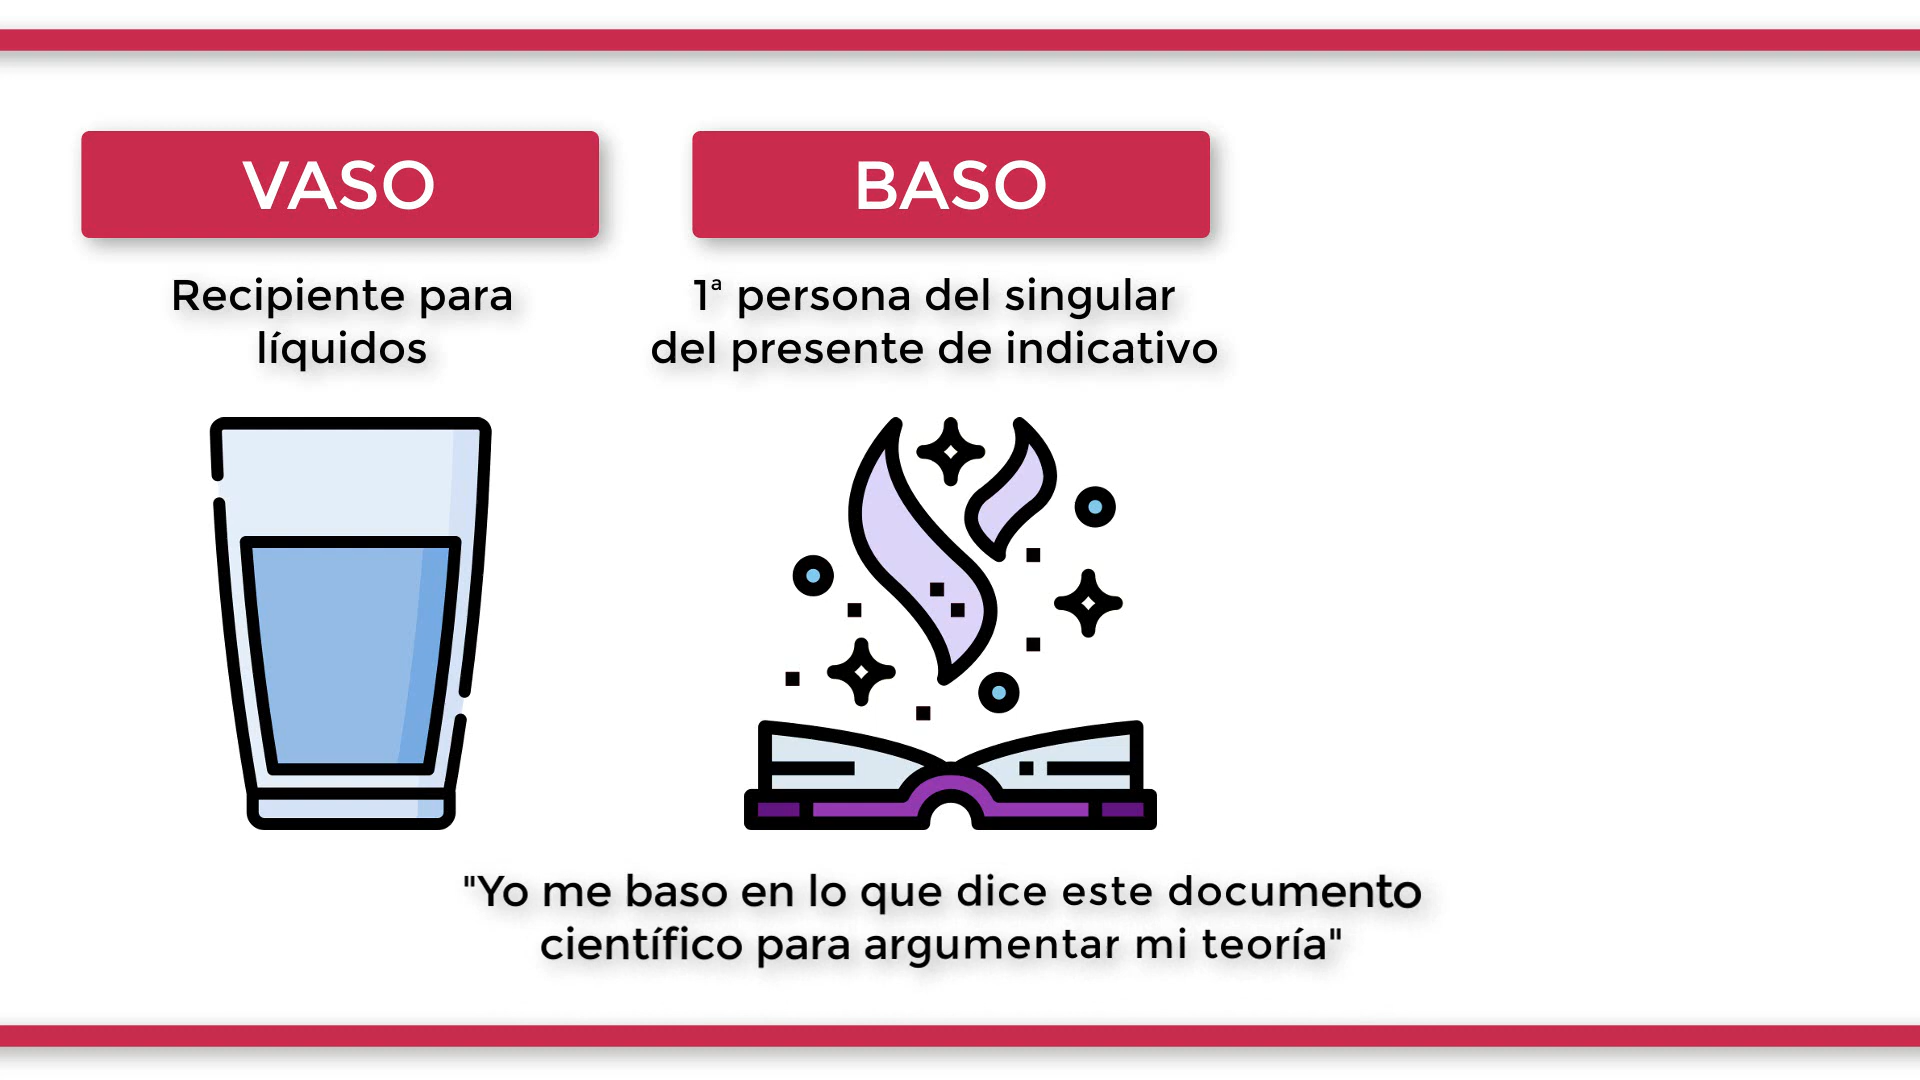 VASO
Recipiente para
líquidos
BASO
1ª persona del singular
del presente de indicativo
"Yo me baso en lo que dice este documento
científico para argumentar mi teoría"